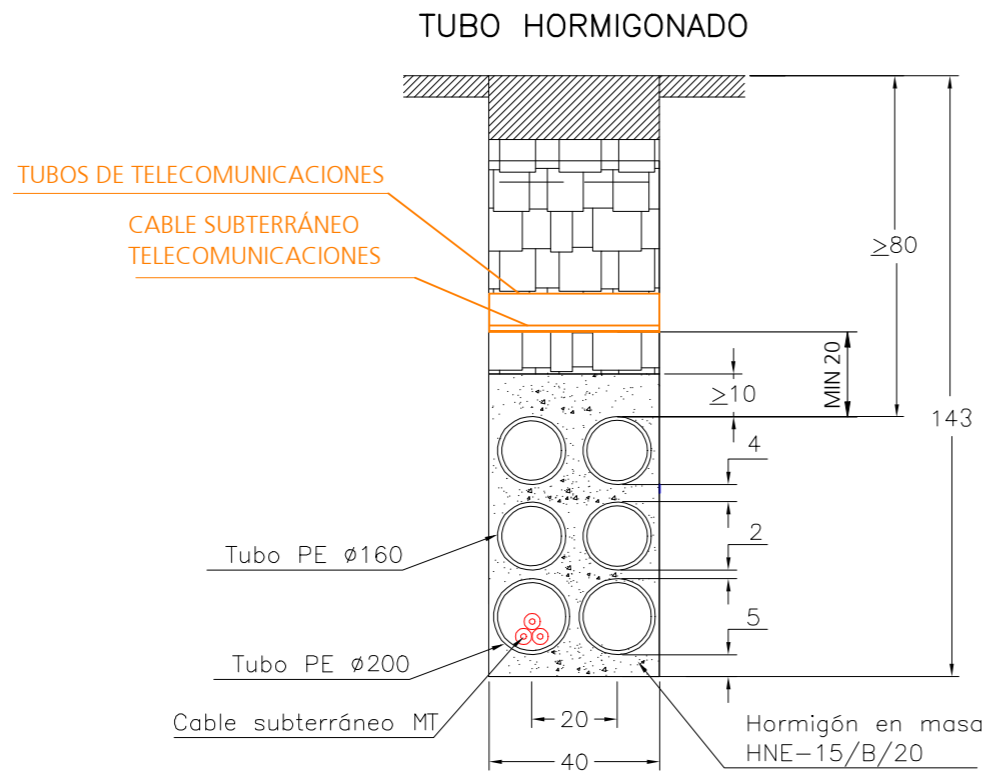 TUBO HORMIGONADO
TUBOS DE TELECOMUNICACIONES
CABLE SUBTERRÁNEO
TELECOMUNICACIONES
≥80
MIN 20
≥10
143
4
2
Tubo PE ø160
5
Tubo PE ø200
Cable subterráneo MT
20
40
Hormigón en masa
HNE-15/B/20